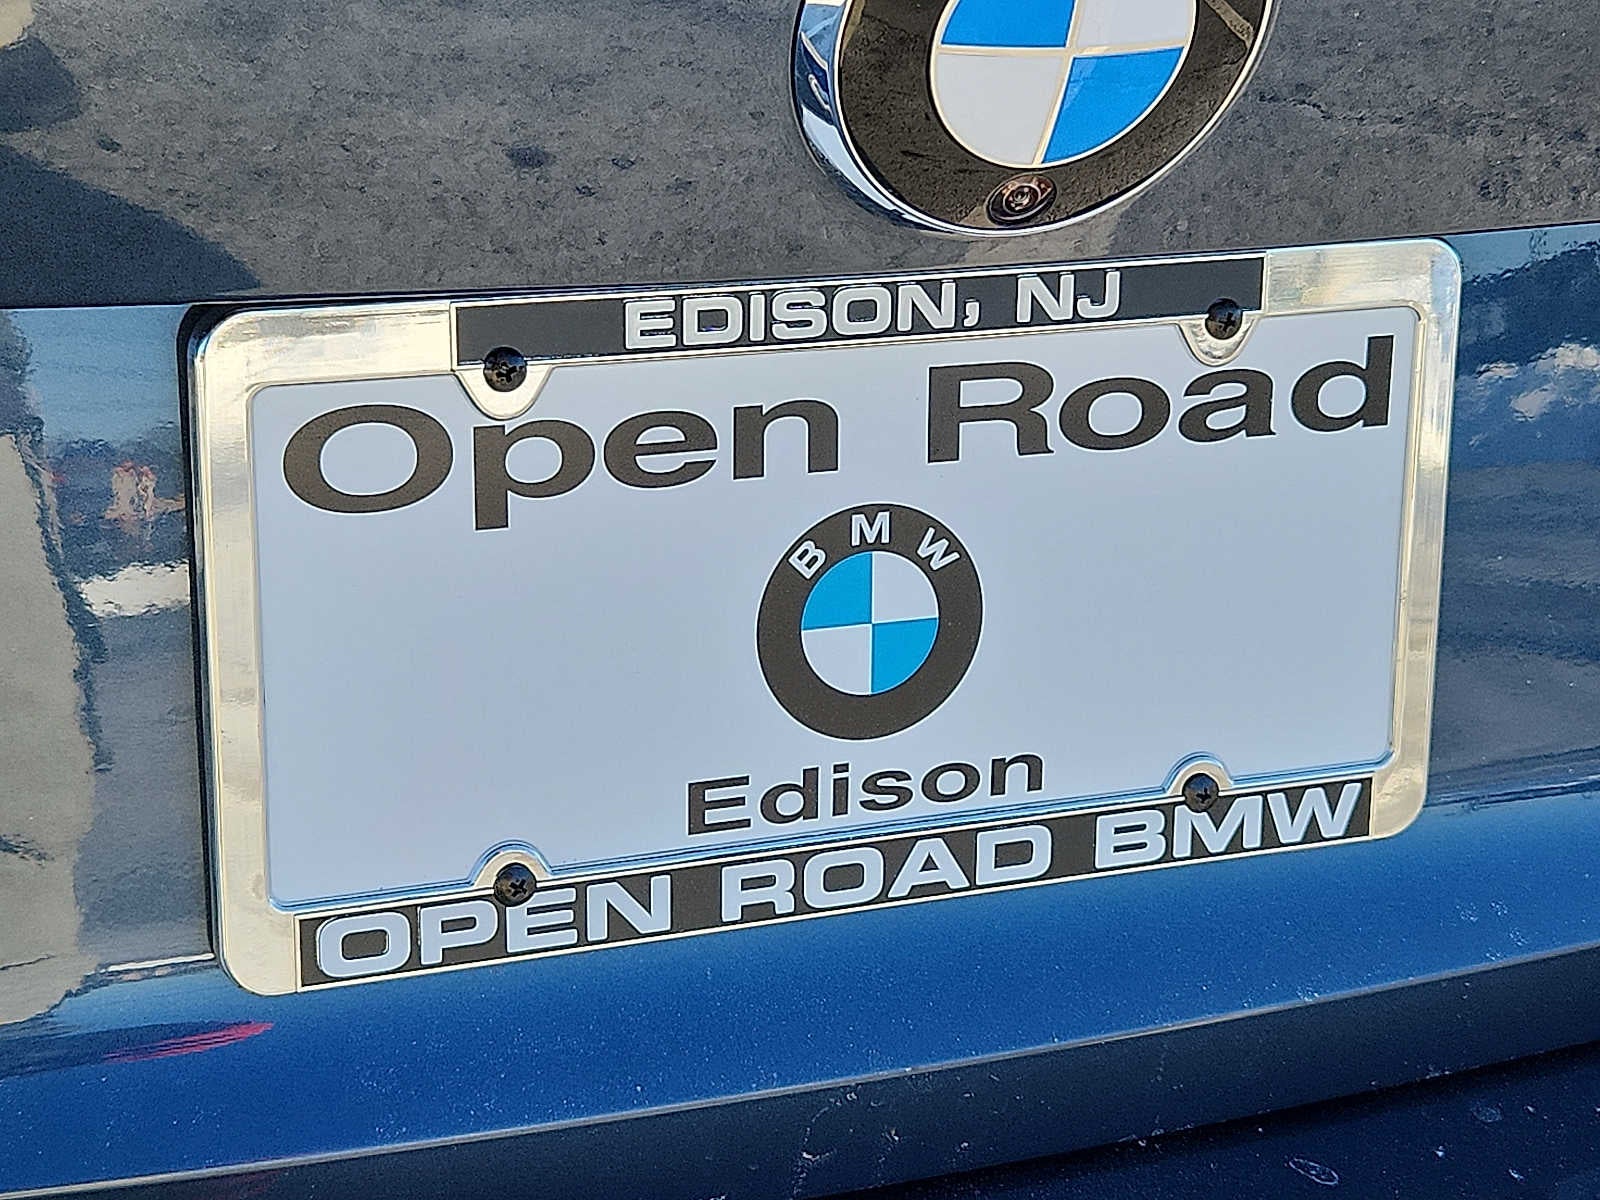 EDISON, NJ
Open Road
BMW
Edison
OPEN ROAD BMW